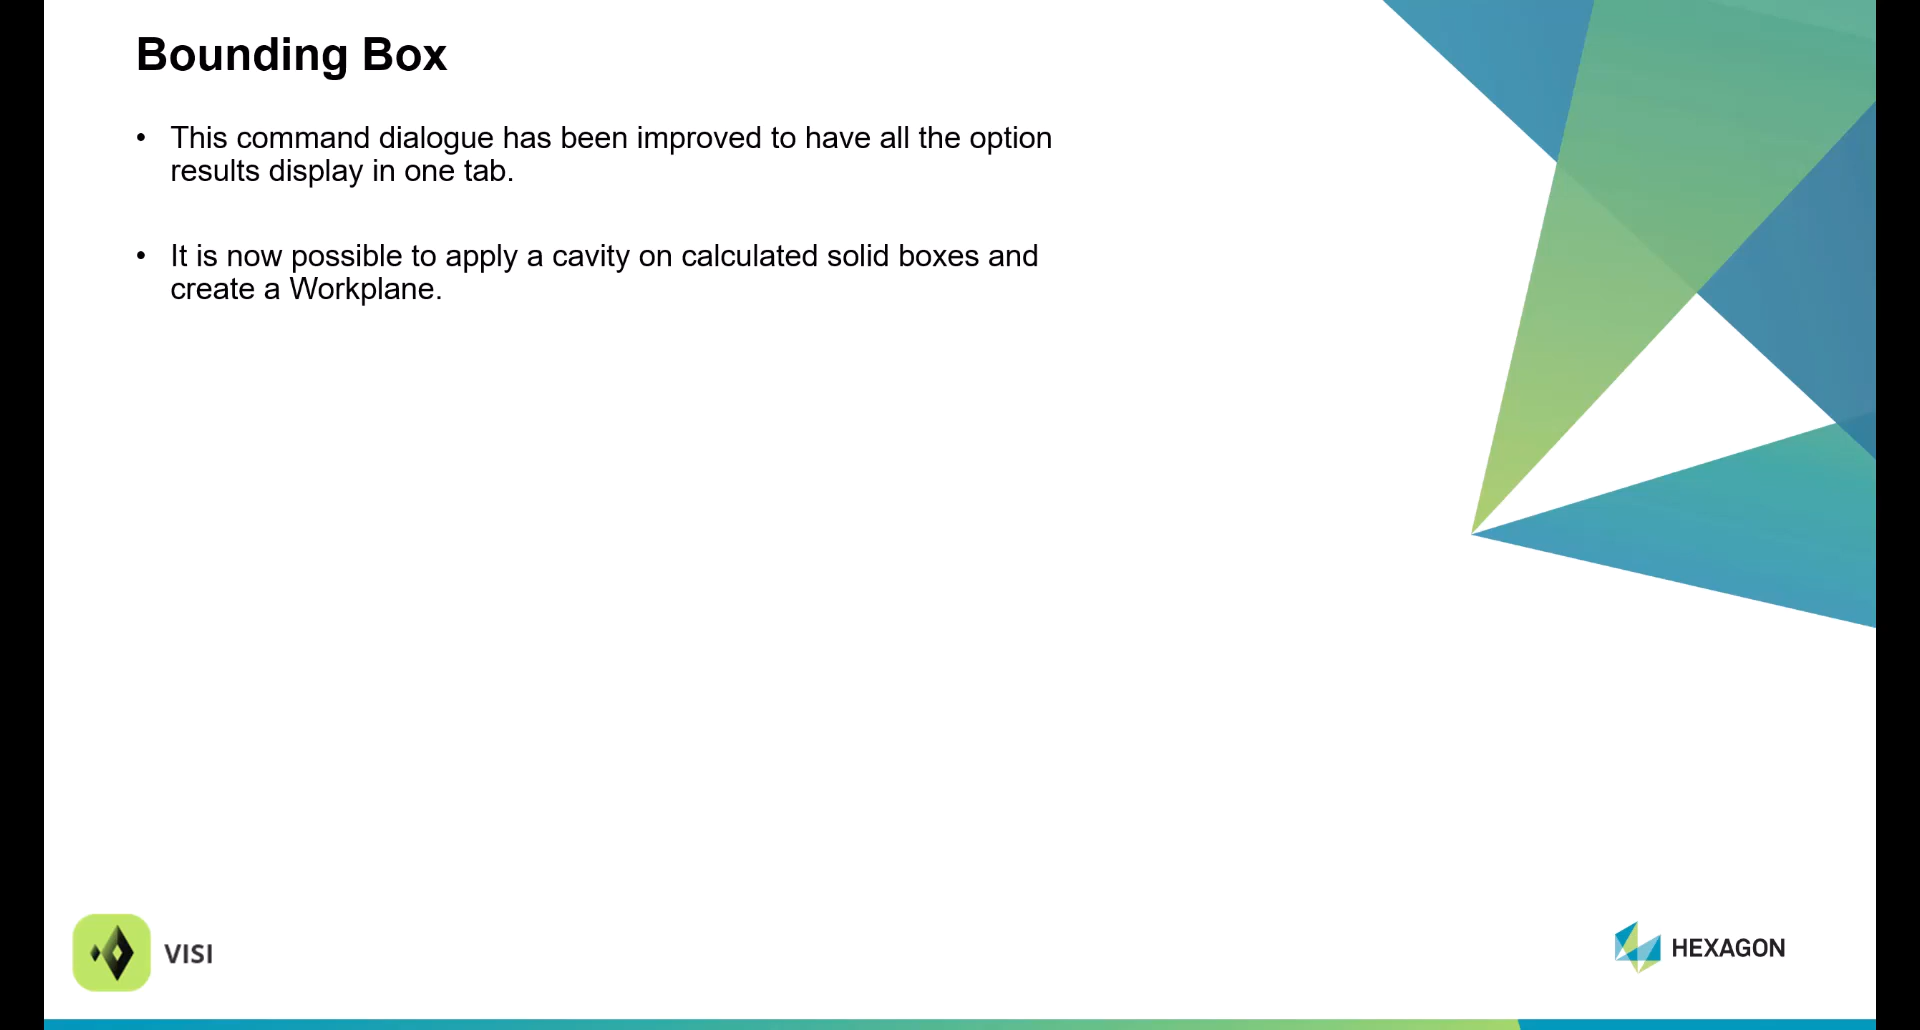 Bounding Box
• This command dialogue has been improved to have all the option
results display in one tab.
• It is now possible to apply a cavity on calculated solid boxes and
create a Workplane.
VISI
HEXAGON